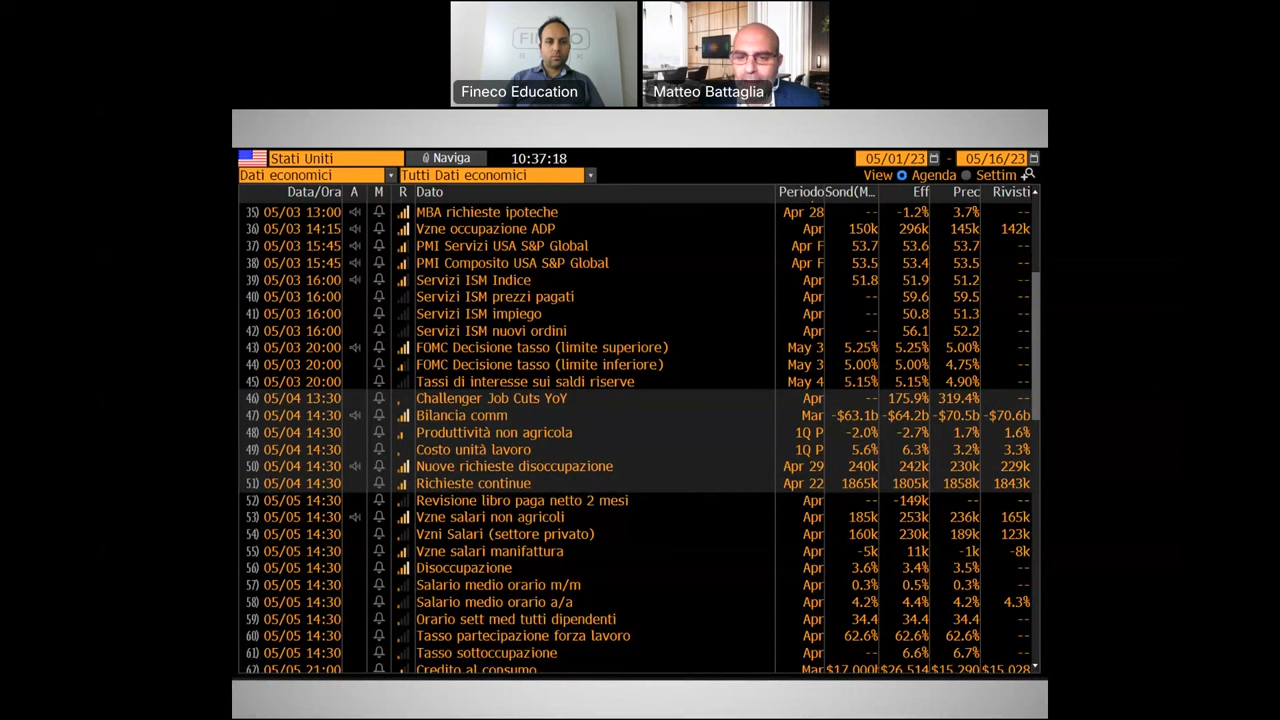 FINECO
BANK
Fineco Education
Matteo Battaglia
Stati Uniti Naviga 10:37:18 05/01/23 - 05/16/23
Dati economici Tutti Dati economici View Agenda Settim
Data/Ora A M R Dato Periodo Sond(M... Eff Prec Rivisti
35) 05/03 13:00 MBA richieste ipoteche Apr 28 -- -1.2% 3.7% --
36) 05/03 14:15 Vzne occupazione ADP Apr 150k 296k 145k 142k
37) 05/03 15:45 PMI Servizi USA S&P Global Apr F 53.7 53.6 53.7 --
38) 05/03 15:45 PMI Composito USA S&P Global Apr F 53.5 53.4 53.5 --
39) 05/03 16:00 Servizi ISM Indice Apr 51.8 51.9 51.2 --
40) 05/03 16:00 Servizi ISM prezzi pagati Apr -- 59.6 59.5 --
41) 05/03 16:00 Servizi ISM impiego Apr -- 50.8 51.3 --
42) 05/03 16:00 Servizi ISM nuovi ordini Apr -- 56.1 52.2 --
43) 05/03 20:00 FOMC Decisione tasso (limite superiore) May 3 5.25% 5.25% 5.00% --
44) 05/03 20:00 FOMC Decisione tasso (limite inferiore) May 3 5.00% 5.00% 4.75% --
45) 05/03 20:00 Tassi di interesse sui saldi riserve May 4 5.15% 5.15% 4.90% --
46) 05/04 13:30 Challenger Job Cuts YoY Apr -- 175.9% 319.4% --
47) 05/04 14:30 Bilancia comm Mar -$63.1b -$64.2b -$70.5b -$70.6b
48) 05/04 14:30 Produttività non agricola 1Q P -2.0% -2.7% 1.7% 1.6%
49) 05/04 14:30 Costo unità lavoro 1Q P 5.6% 6.3% 3.2% 3.3%
50) 05/04 14:30 Nuove richieste disoccupazione Apr 29 240k 242k 230k 229k
51) 05/04 14:30 Richieste continue Apr 22 1865k 1805k 1858k 1843k
52) 05/05 14:30 Revisione libro paga netto 2 mesi Apr -- -149k -- --
53) 05/05 14:30 Vzne salari non agricoli Apr 185k 253k 236k 165k
54) 05/05 14:30 Vzni Salari (settore privato) Apr 160k 230k 189k 123k
55) 05/05 14:30 Vzne salari manifattura Apr -5k 11k -1k -8k
56) 05/05 14:30 Disoccupazione Apr 3.6% 3.4% 3.5% --
57) 05/05 14:30 Salario medio orario m/m Apr 0.3% 0.5% 0.3% --
58) 05/05 14:30 Salario medio orario a/a Apr 4.2% 4.4% 4.2% 4.3%
59) 05/05 14:30 Orario sett med tutti dipendenti Apr 34.4 34.4 34.4 --
60) 05/05 14:30 Tasso partecipazione forza lavoro Apr 62.6% 62.6% 62.6% --
61) 05/05 14:30 Tasso sottoccupazione Apr -- 6.6% 6.7% --
62) 05/05 21:00 Credito al consumo Mar $17.000b $26.514 $15.290 $15.028